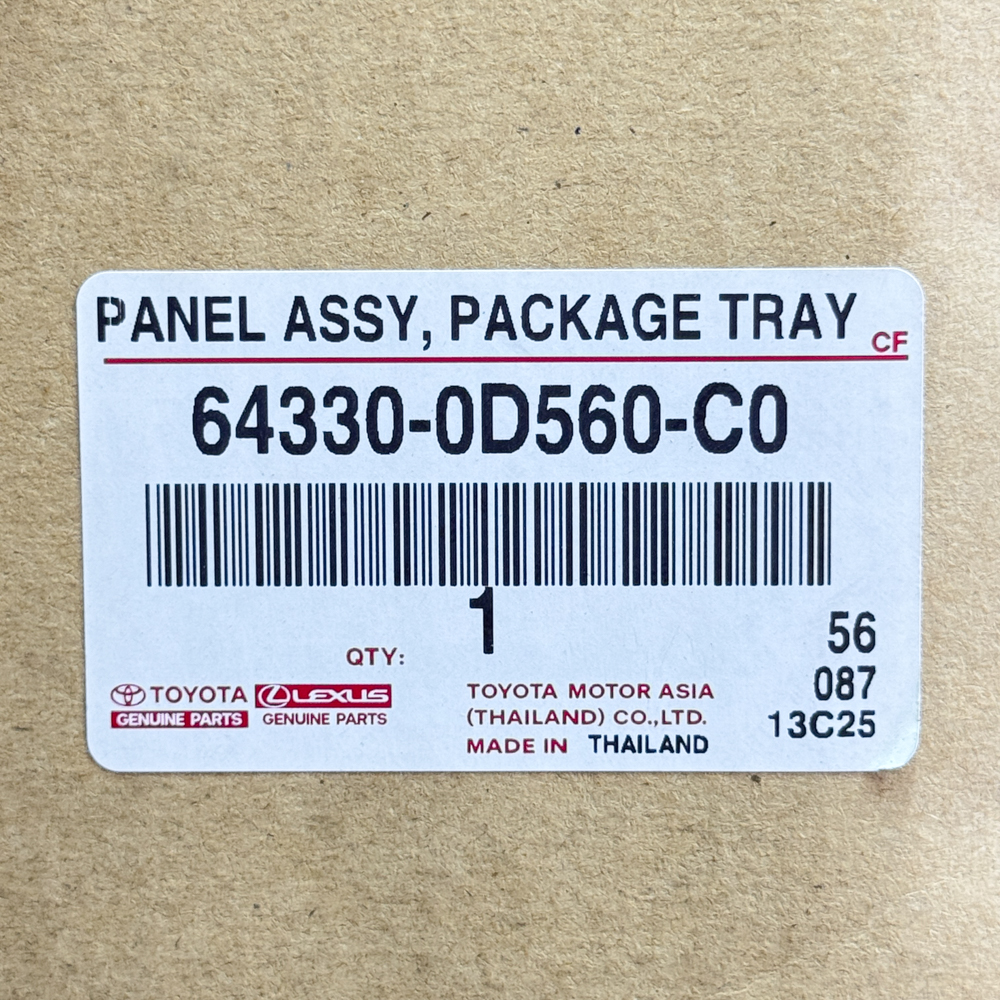 PANEL ASSY, PACKAGE TRAY CF
64330-0D560-C0
1
QTY:
56
087
13C25
TOYOTA LEXUS
GENUINE PARTS GENUINE PARTS
TOYOTA MOTOR ASIA
(THAILAND) CO.,LTD.
MADE IN THAILAND